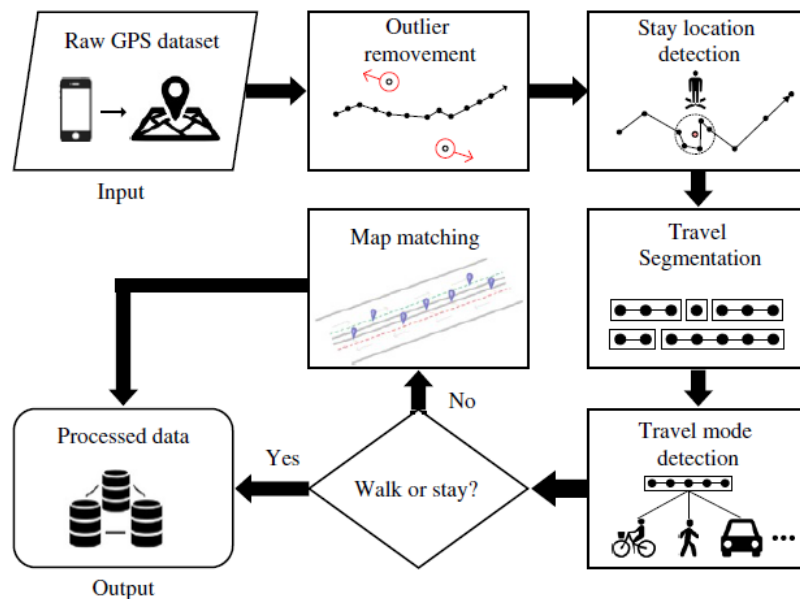 Raw GPS dataset
Input
Outlier
removement
Stay location
detection
Travel
Segmentation
Travel mode
detection
Walk or stay?
No
Map matching
Yes
Processed data
Output